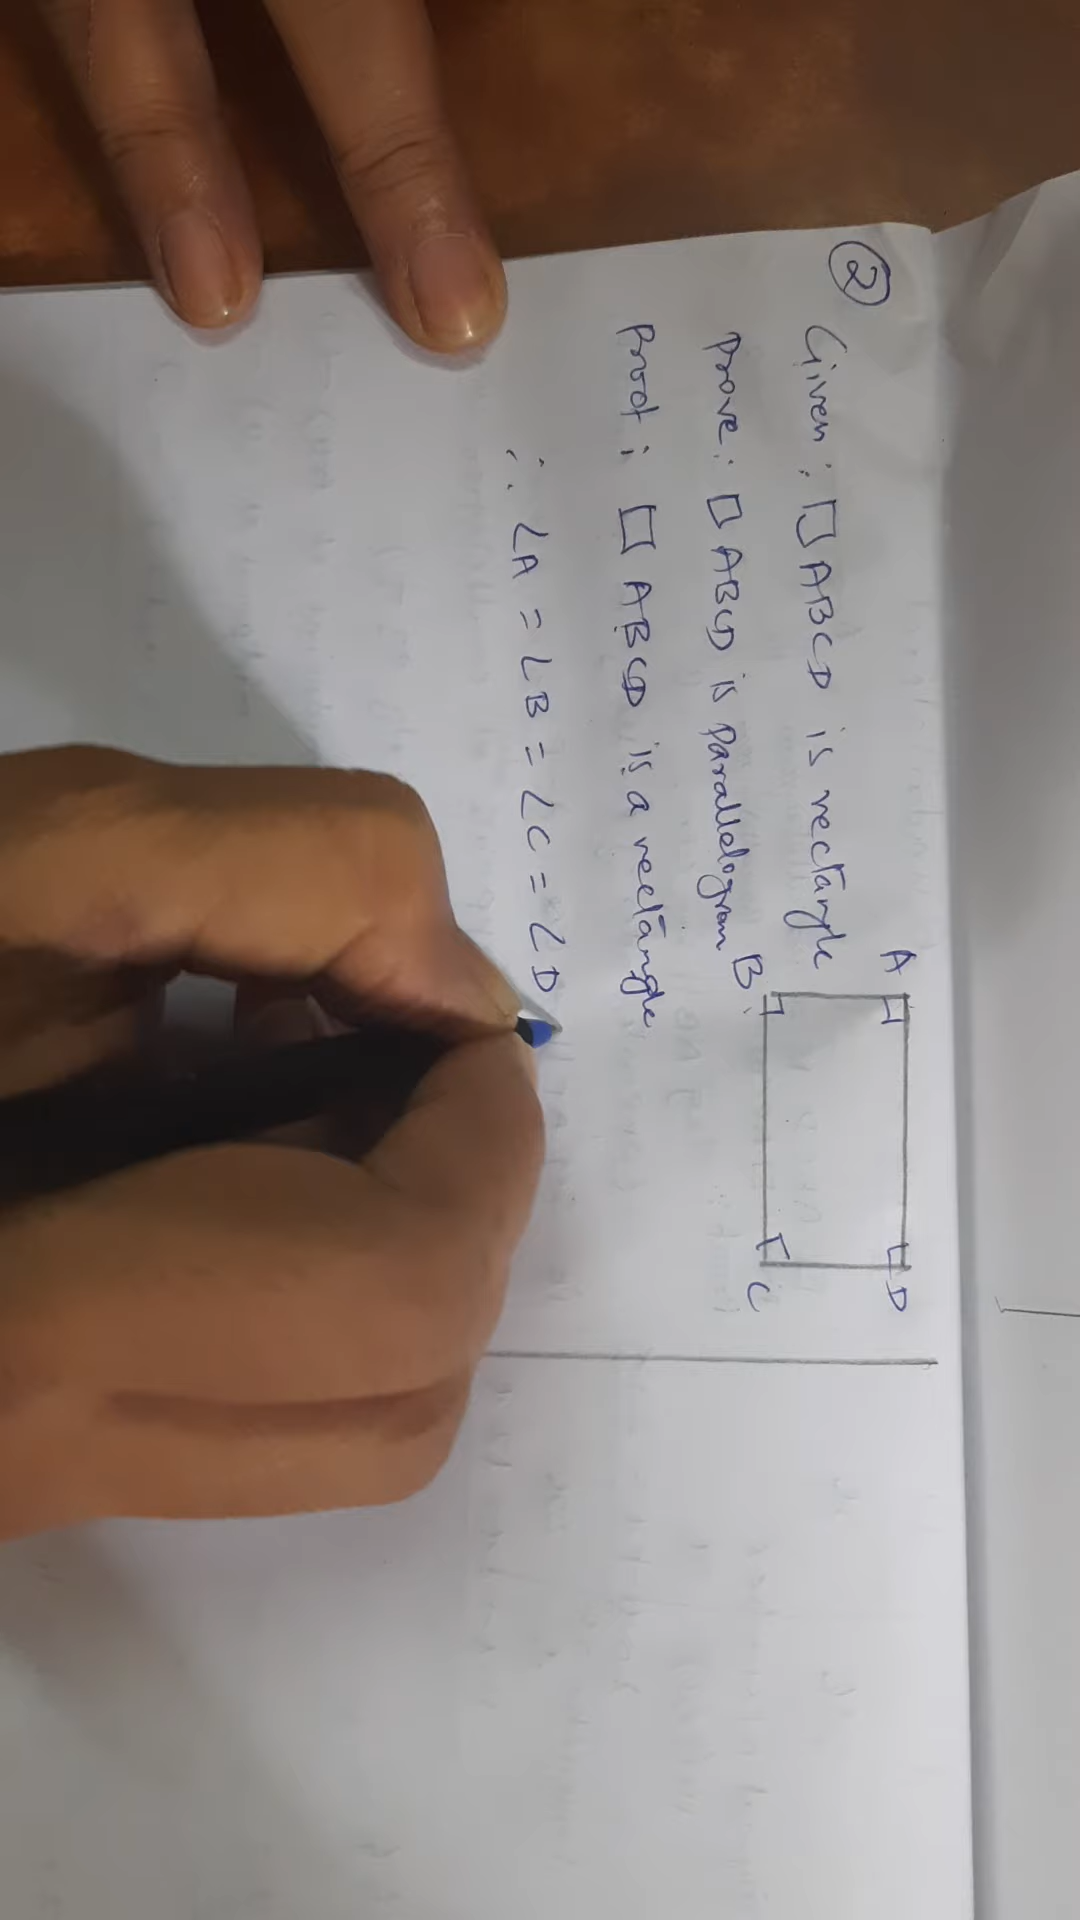 ②
Given : □ABCD is rectangle
Prove : □ABCD is Parallelogram
Proof : □ABCD is a rectangle
∴ ∠A = ∠B = ∠C = ∠D
A
B
D
C